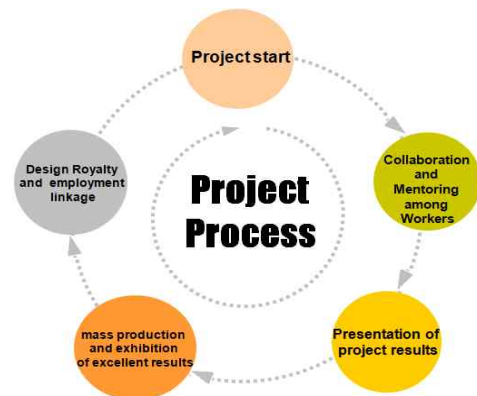 Project start
Collaboration
and
Mentoring
among
Workers
Presentation of
project results
mass production
and exhibition
of excellent results
Design Royalty
and employment
linkage
Project
Process